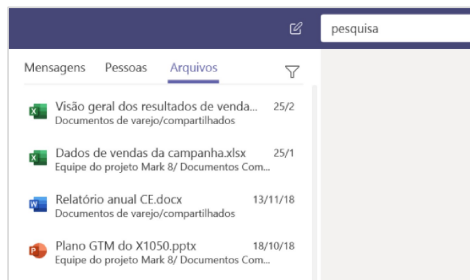 pesquisa
Mensagens Pessoas Arquivos
Visão geral dos resultados de venda... 25/2
Documentos de varejo/compartilhados
Dados de vendas da campanha.xlsx 25/1
Equipe do projeto Mark 8/ Documentos Com...
Relatório anual CE.docx 13/11/18
Documentos de varejo/compartilhados
Plano GTM do X1050.pptx 18/10/18
Equipe do projeto Mark 8/ Documentos Com...